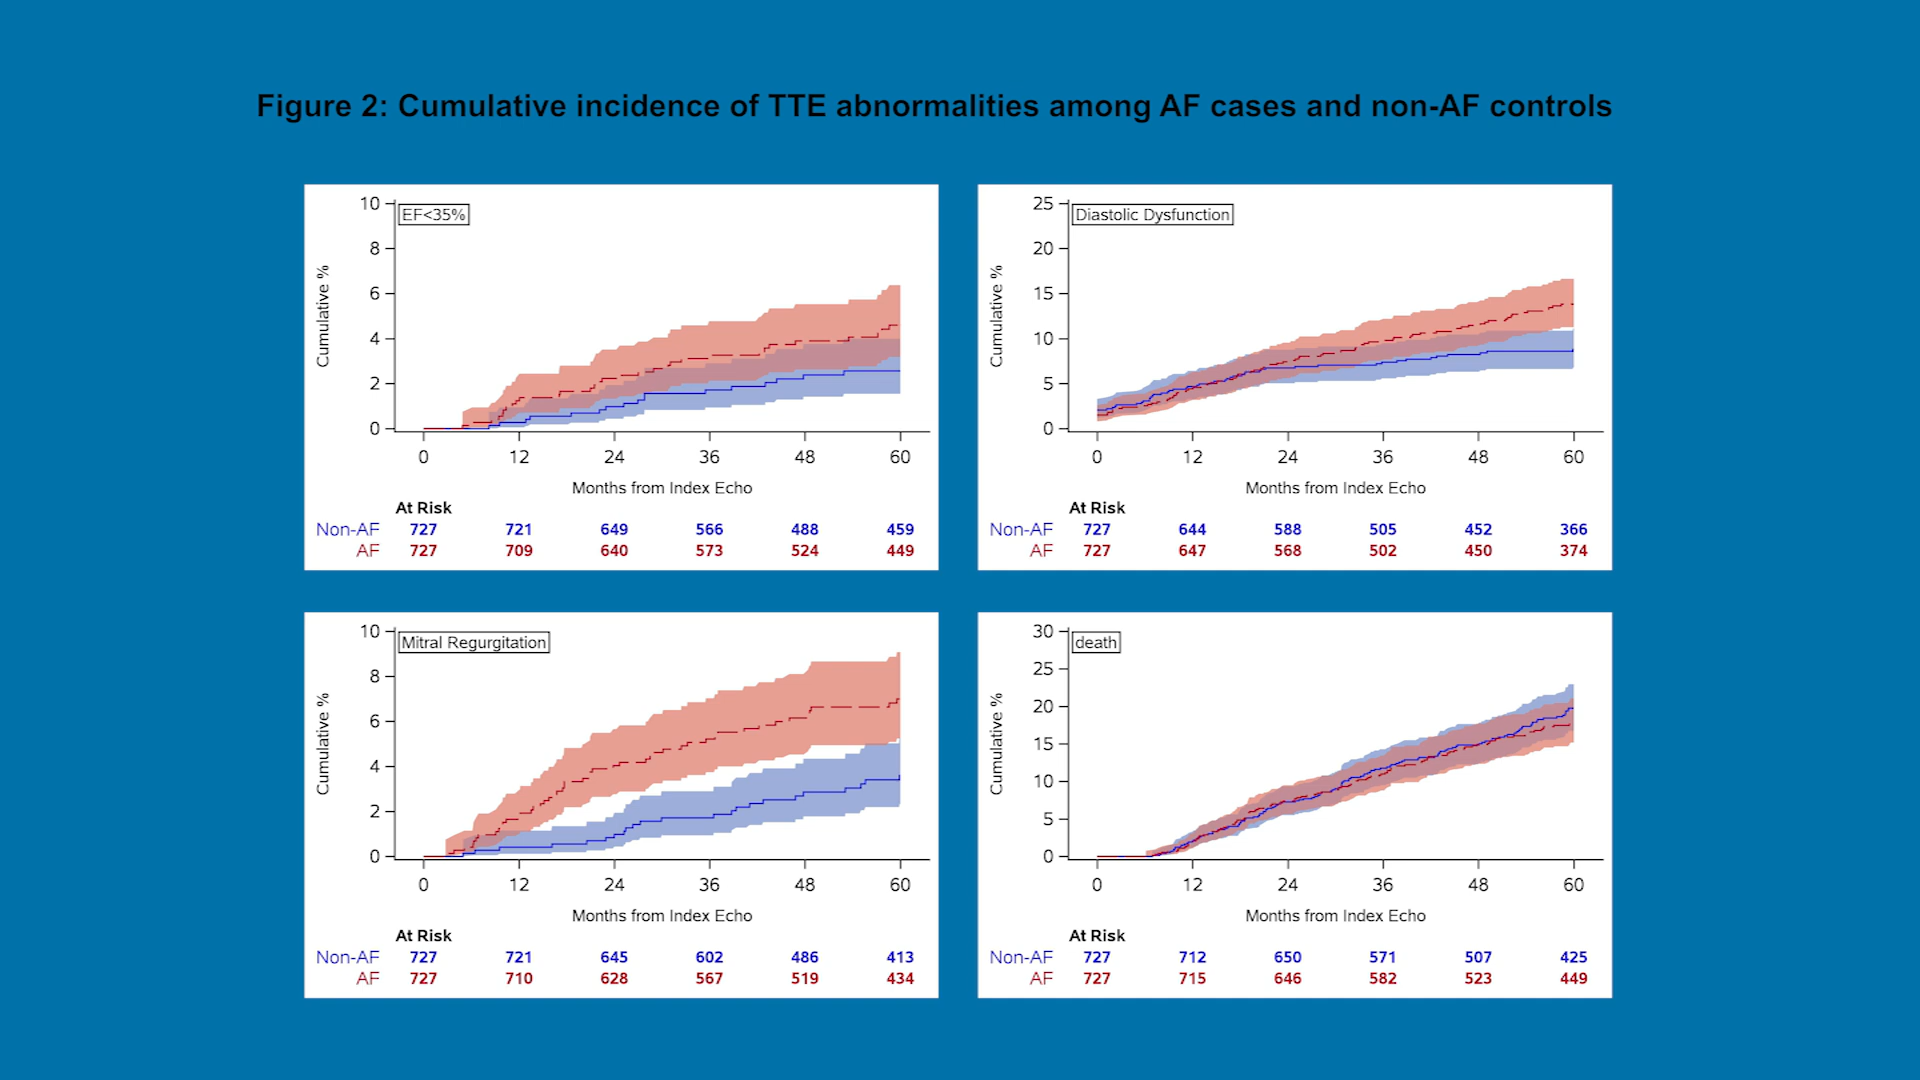 Figure 2: Cumulative incidence of TTE abnormalities among AF cases and non-AF controls
EF<35%
Cumulative %
10
8
6
4
2
0
0 12 24 36 48 60
Months from Index Echo
At Risk
Non-AF 727 721 649 566 488 459
AF 727 709 640 573 524 449
Diastolic Dysfunction
Cumulative %
25
20
15
10
5
0
0 12 24 36 48 60
Months from Index Echo
At Risk
Non-AF 727 644 588 505 452 366
AF 727 647 568 502 450 374
Mitral Regurgitation
Cumulative %
10
8
6
4
2
0
0 12 24 36 48 60
Months from Index Echo
At Risk
Non-AF 727 721 645 602 486 413
AF 727 710 628 567 519 434
death
Cumulative %
30
25
20
15
10
5
0
0 12 24 36 48 60
Months from Index Echo
At Risk
Non-AF 727 712 650 571 507 425
AF 727 715 646 582 523 449